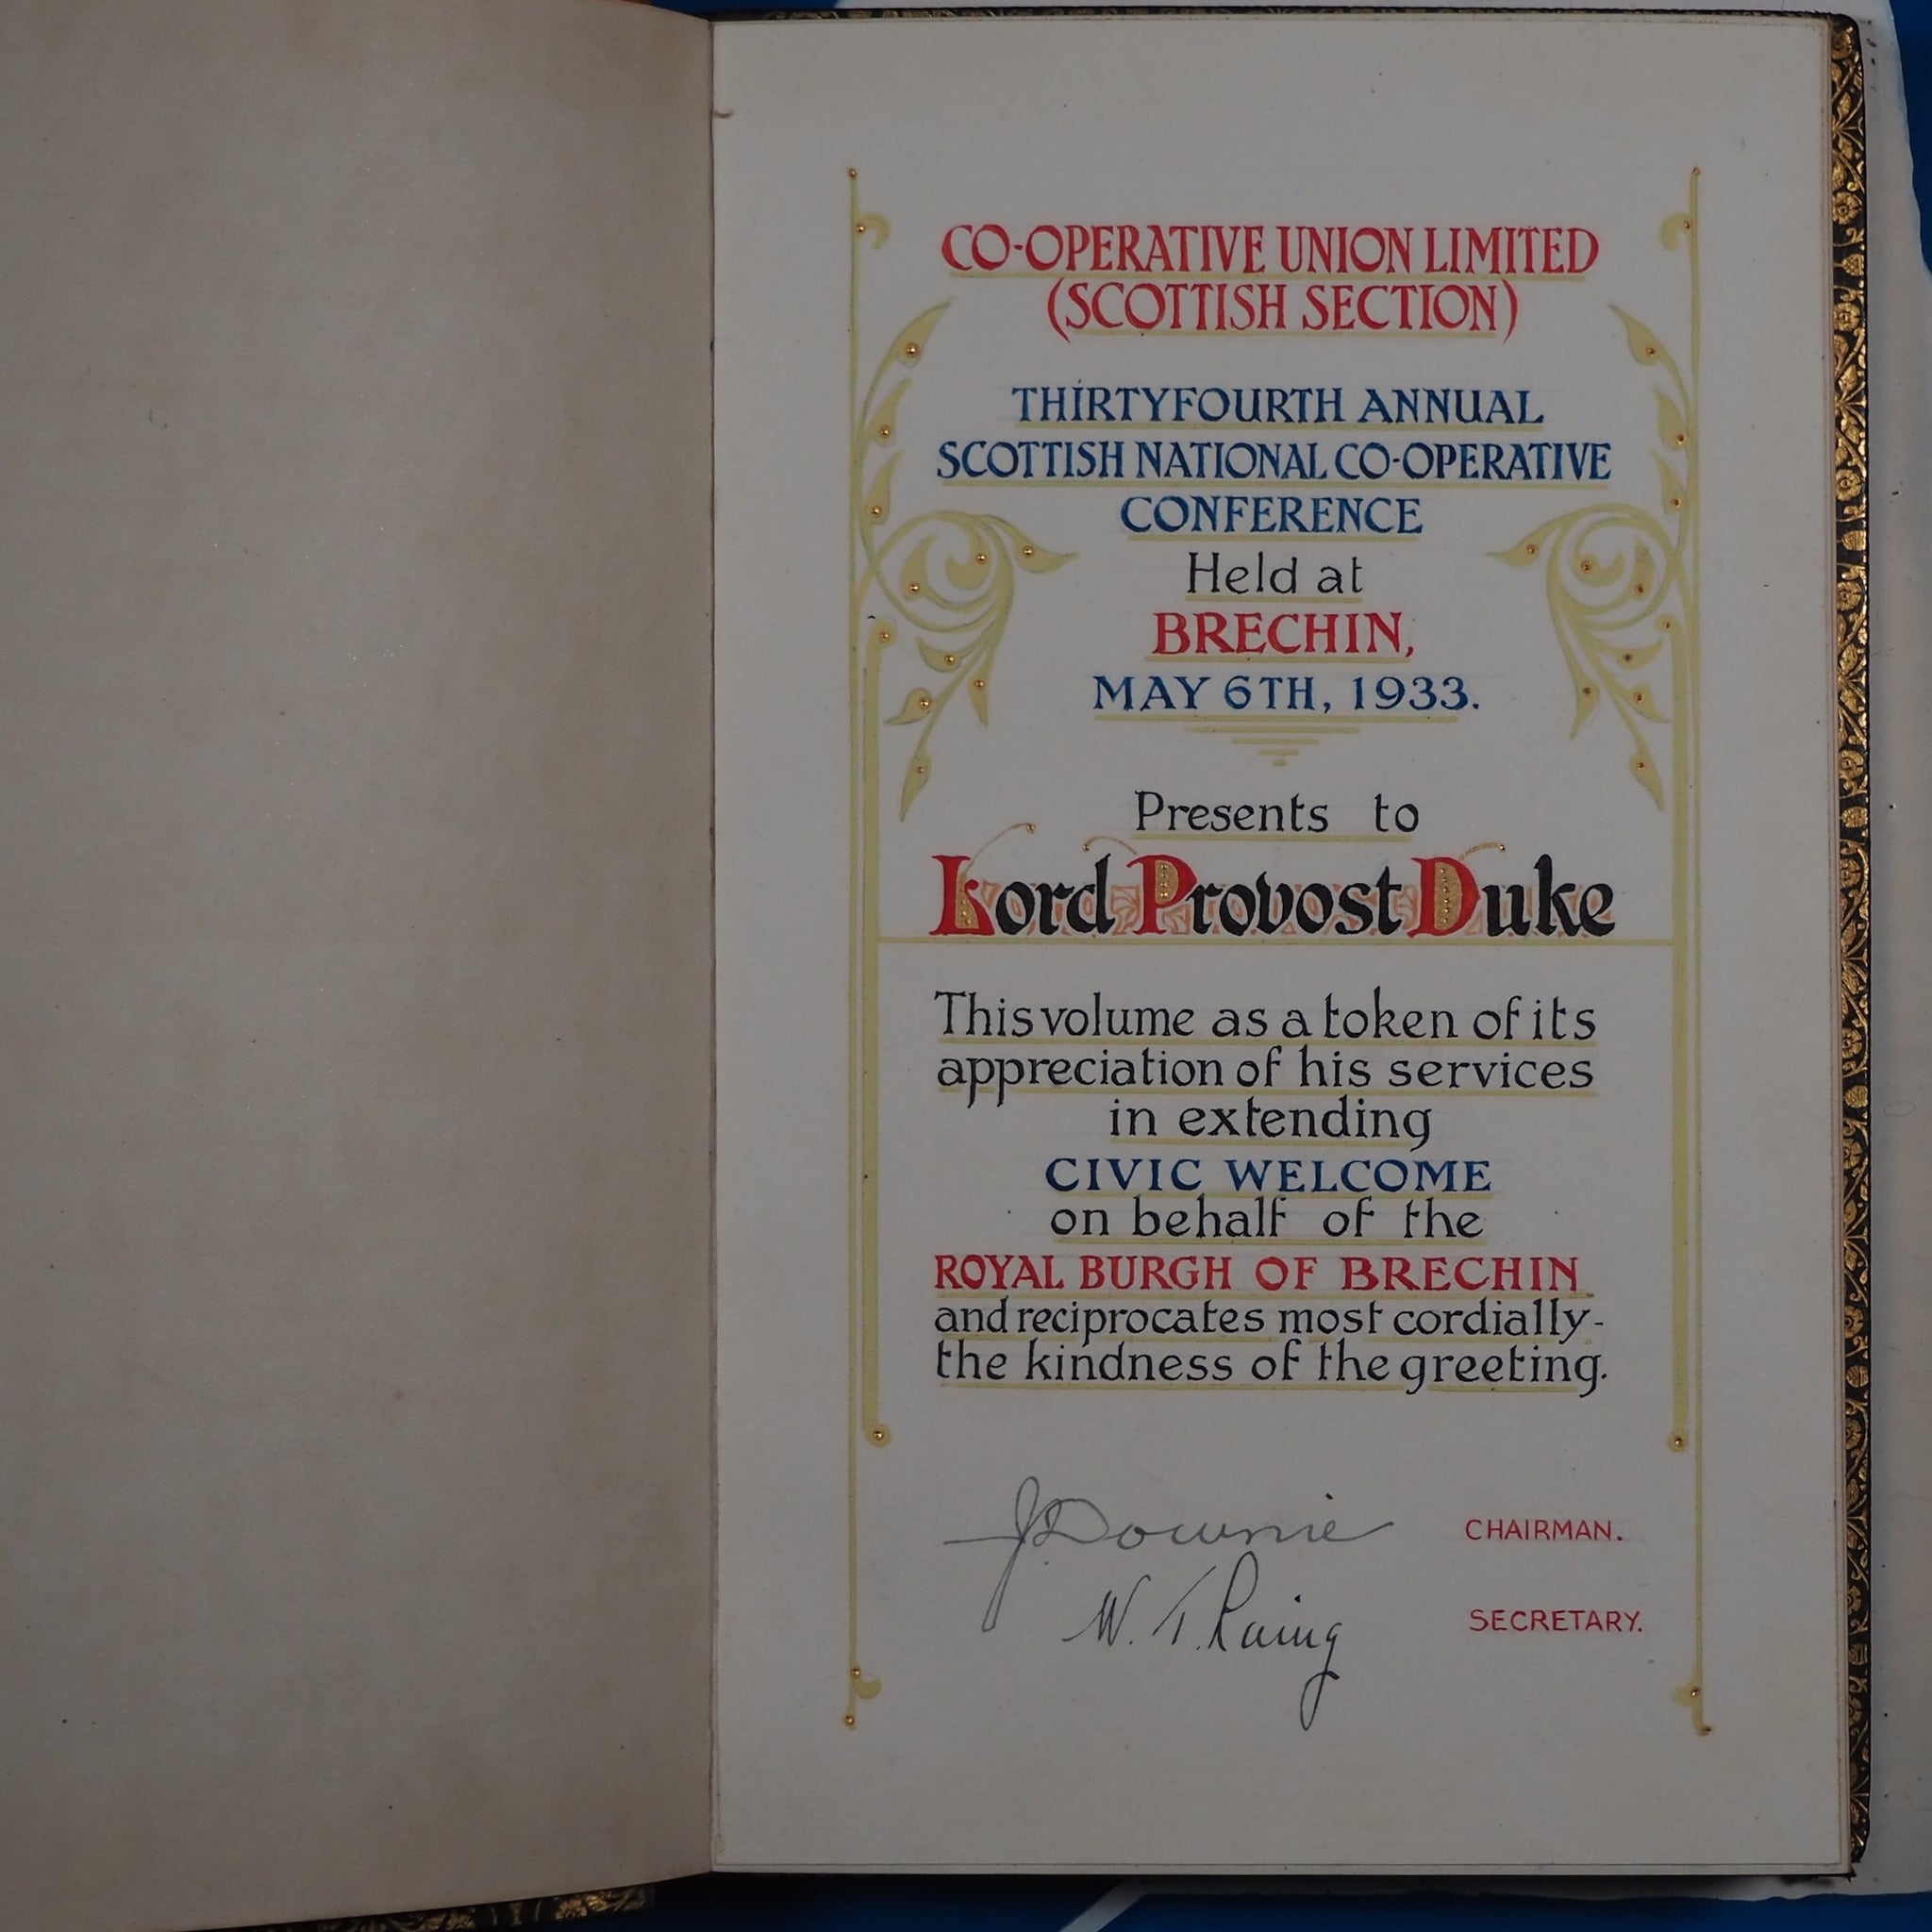 CO-OPERATIVE UNION LIMITED
(SCOTTISH SECTION)
THIRTYFOURTH ANNUAL
SCOTTISH NATIONAL CO-OPERATIVE
CONFERENCE
Held at
BRECHIN,
MAY 6TH, 1933.
Presents to
Lord Provost Duke
This volume as a token of its
appreciation of his services
in extending
CIVIC WELCOME
on behalf of the
ROYAL BURGH OF BRECHIN
and reciprocates most cordially-
the kindness of the greeting.
J. Downie CHAIRMAN.
W. T. Laing SECRETARY.